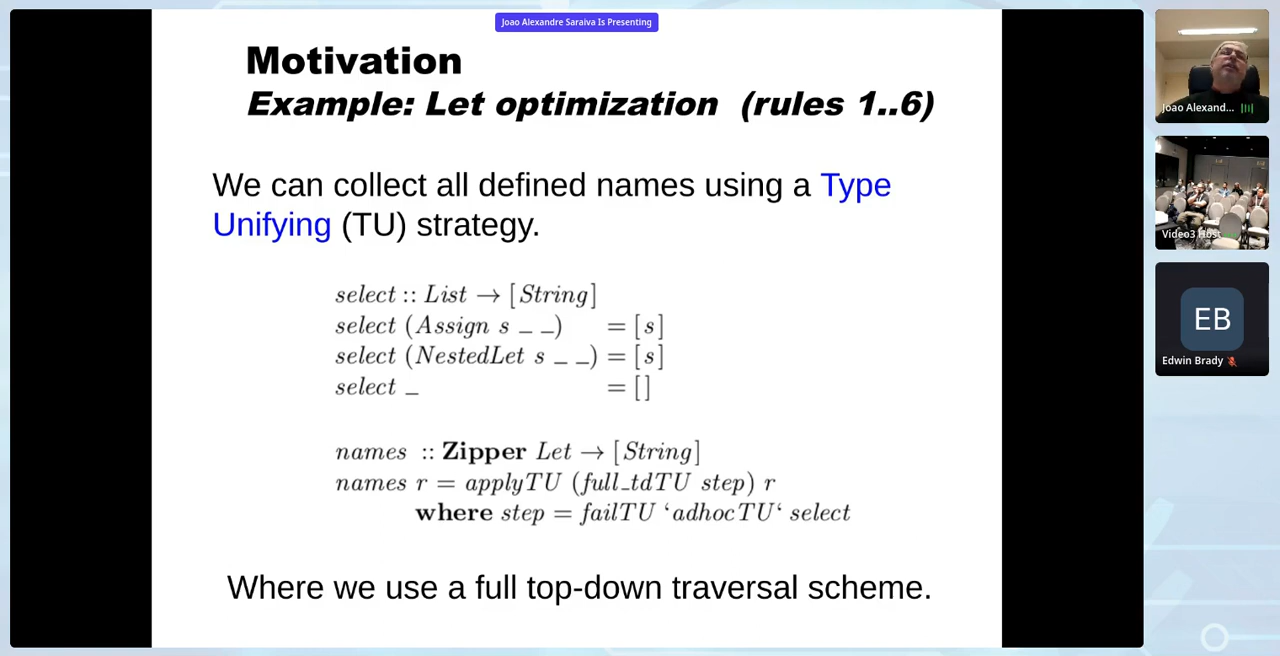 Joao Alexandre Saraiva Is Presenting
Motivation
Example: Let optimization (rules 1..6)
We can collect all defined names using a Type
Unifying (TU) strategy.
select :: List → [String]
select (Assign s _ _) = [s]
select (NestedLet s _ _) = [s]
select _ = []
names :: Zipper Let → [String]
names r = applyTU (full_tdTU step) r
where step = failTU ‘adhocTU‘ select
Where we use a full top-down traversal scheme.
Joao Alexand...
Video3 Host
EB
Edwin Brady